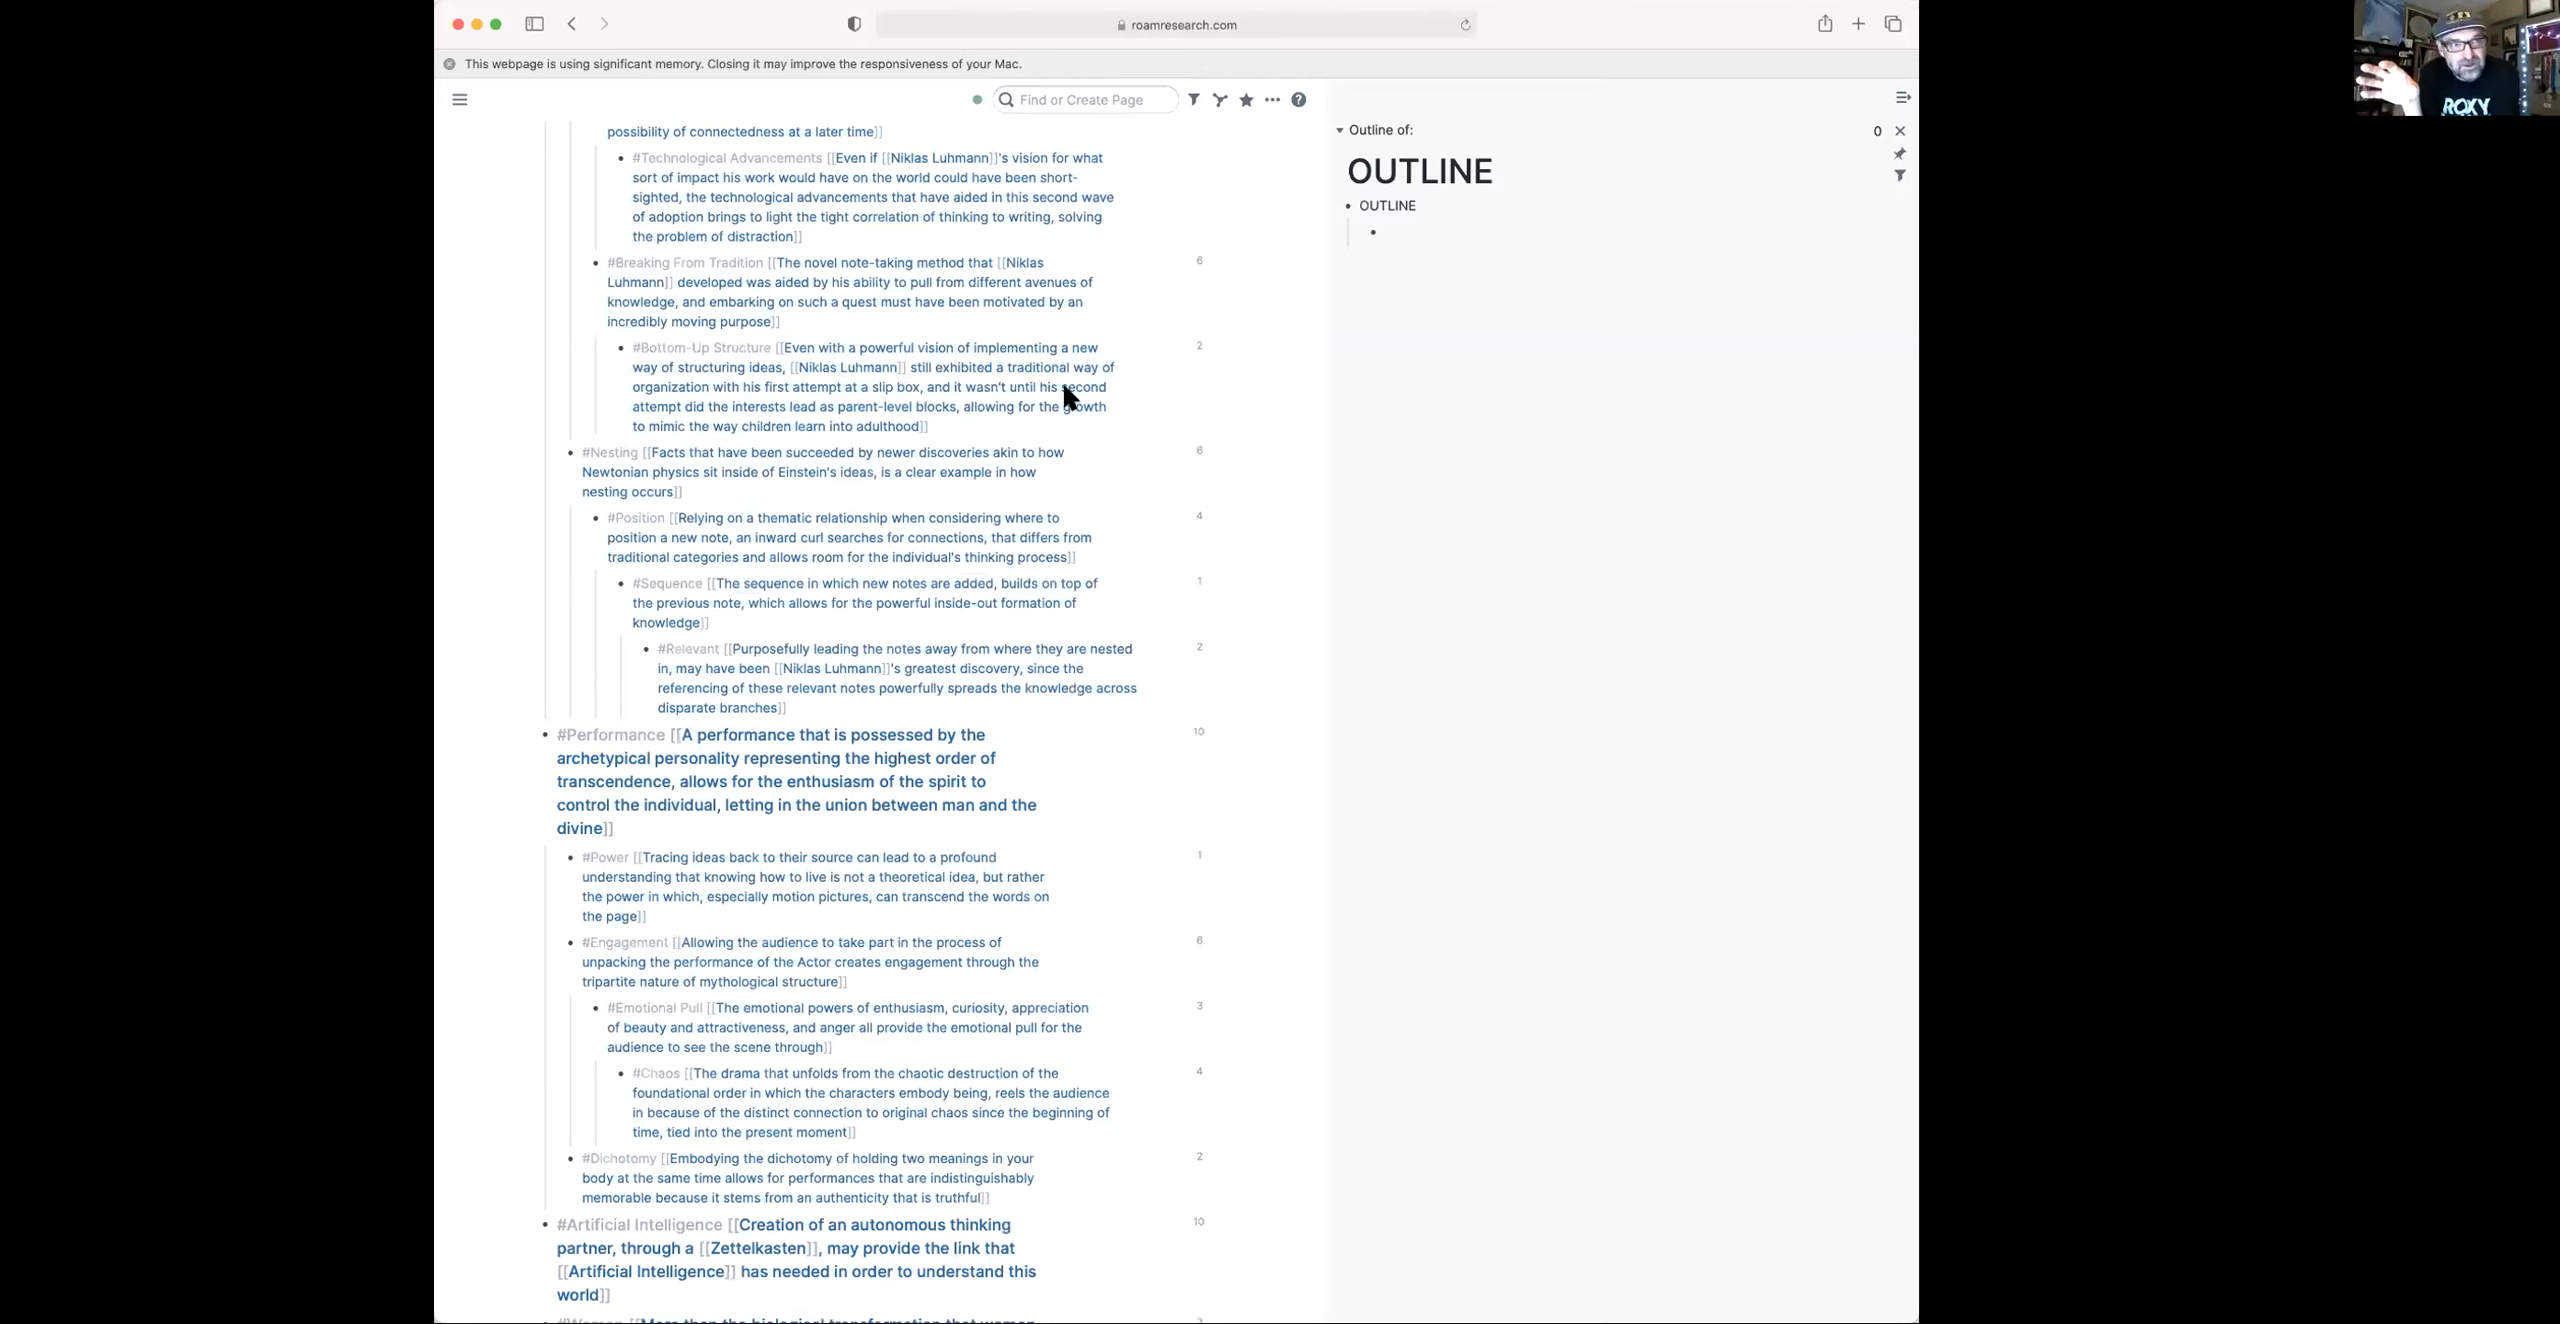 roamresearch.com
This webpage is using significant memory. Closing it may improve the responsiveness of your Mac.
Find or Create Page
possibility of connectedness at a later time]]
#Technological Advancements [[Even if [[Niklas Luhmann]]'s vision for what
sort of impact his work would have on the world could have been short-
sighted, the technological advancements that have aided in this second wave
of adoption brings to light the tight correlation of thinking to writing, solving
the problem of distraction]]
#Breaking From Tradition [[The novel note-taking method that [[Niklas 6
Luhmann]] developed was aided by his ability to pull from different avenues of
knowledge, and embarking on such a quest must have been motivated by an
incredibly moving purpose]]
#Bottom-Up Structure [[Even with a powerful vision of implementing a new 2
way of structuring ideas, [[Niklas Luhmann]] still exhibited a traditional way of
organization with his first attempt at a slip box, and it wasn't until his second
attempt did the interests lead as parent-level blocks, allowing for the growth
to mimic the way children learn into adulthood]]
#Nesting [[Facts that have been succeeded by newer discoveries akin to how 6
Newtonian physics sit inside of Einstein's ideas, is a clear example in how
nesting occurs]]
#Position [[Relying on a thematic relationship when considering where to 4
position a new note, an inward curl searches for connections, that differs from
traditional categories and allows room for the individual's thinking process]]
#Sequence [[The sequence in which new notes are added, builds on top of 1
the previous note, which allows for the powerful inside-out formation of
knowledge]]
#Relevant [[Purposefully leading the notes away from where they are nested 2
in, may have been [[Niklas Luhmann]]'s greatest discovery, since the
referencing of these relevant notes powerfully spreads the knowledge across
disparate branches]]
#Performance [[A performance that is possessed by the 10
archetypical personality representing the highest order of
transcendence, allows for the enthusiasm of the spirit to
control the individual, letting in the union between man and the
divine]]
#Power [[Tracing ideas back to their source can lead to a profound 1
understanding that knowing how to live is not a theoretical idea, but rather
the power in which, especially motion pictures, can transcend the words on
the page]]
#Engagement [[Allowing the audience to take part in the process of 6
unpacking the performance of the Actor creates engagement through the
tripartite nature of mythological structure]]
#Emotional Pull [[The emotional powers of enthusiasm, curiosity, appreciation 3
of beauty and attractiveness, and anger all provide the emotional pull for the
audience to see the scene through]]
#Chaos [[The drama that unfolds from the chaotic destruction of the 4
foundational order in which the characters embody being, reels the audience
in because of the distinct connection to original chaos since the beginning of
time, tied into the present moment]]
#Dichotomy [[Embodying the dichotomy of holding two meanings in your 2
body at the same time allows for performances that are indistinguishably
memorable because it stems from an authenticity that is truthful]]
#Artificial Intelligence [[Creation of an autonomous thinking 10
partner, through a [[Zettelkasten]], may provide the link that
[[Artificial Intelligence]] has needed in order to understand this
world]]
Outline of: 0
OUTLINE
OUTLINE
ROXY